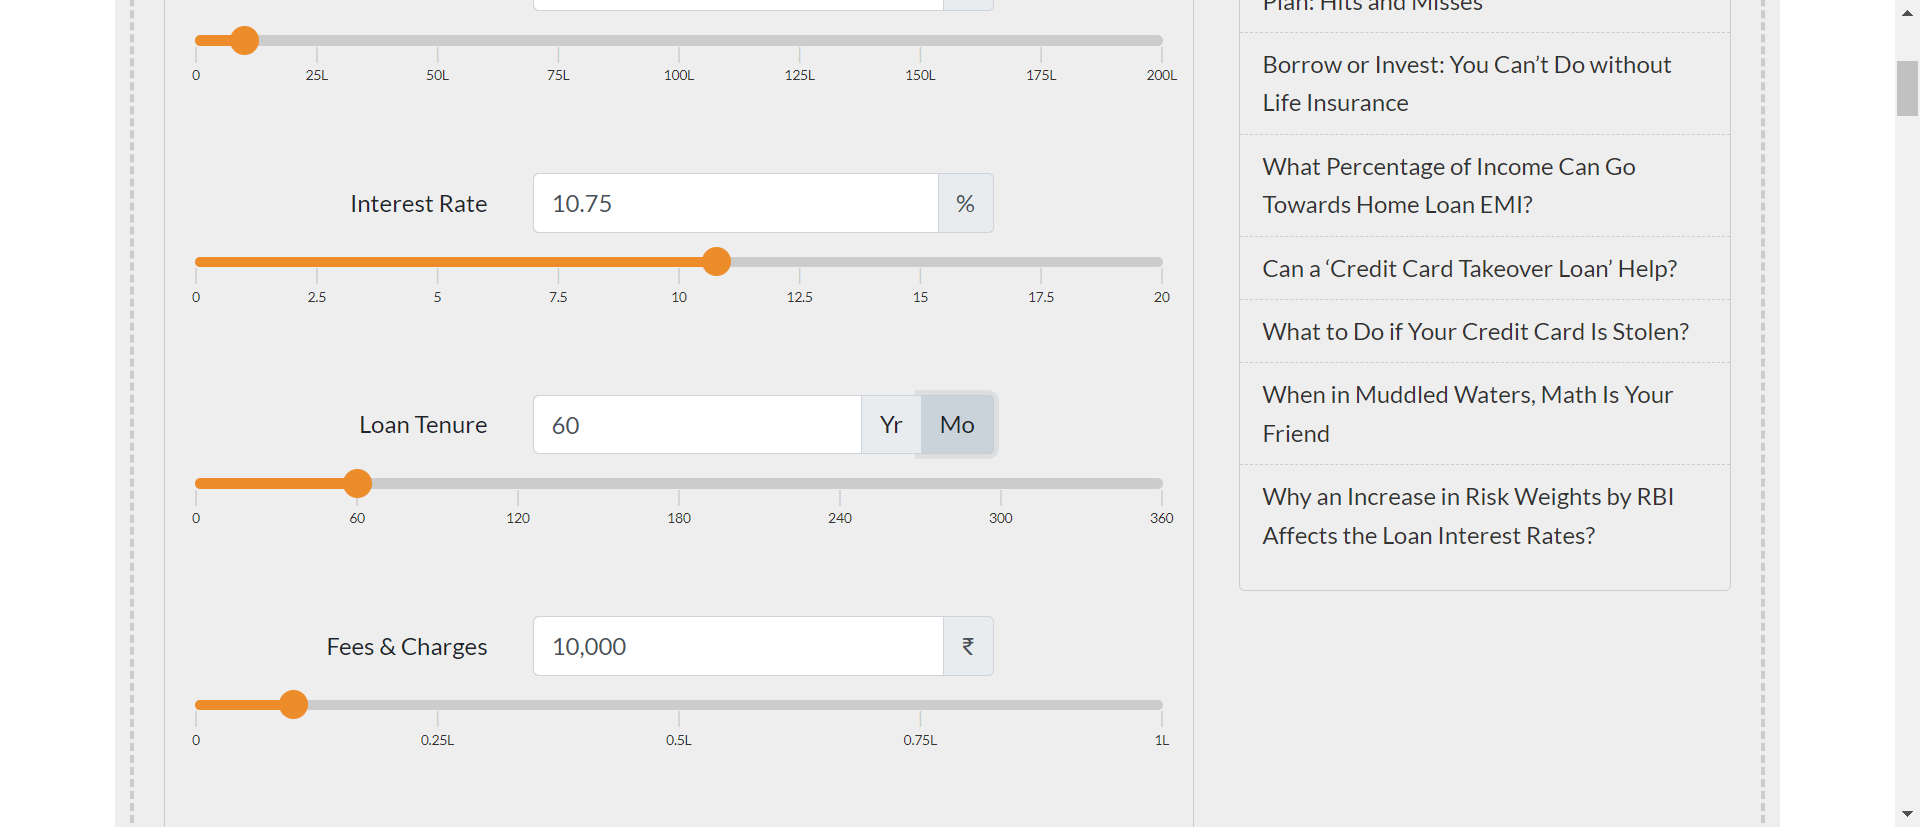 0 25L 50L 75L 100L 125L 150L 175L 200L
Interest Rate 10.75 %
0 2.5 5 7.5 10 12.5 15 17.5 20
Loan Tenure 60 Yr Mo
0 60 120 180 240 300 360
Fees & Charges 10,000 ₹
0 0.25L 0.5L 0.75L 1L
Plan: Hits and Misses
Borrow or Invest: You Can’t Do without
Life Insurance
What Percentage of Income Can Go
Towards Home Loan EMI?
Can a ‘Credit Card Takeover Loan’ Help?
What to Do if Your Credit Card Is Stolen?
When in Muddled Waters, Math Is Your
Friend
Why an Increase in Risk Weights by RBI
Affects the Loan Interest Rates?